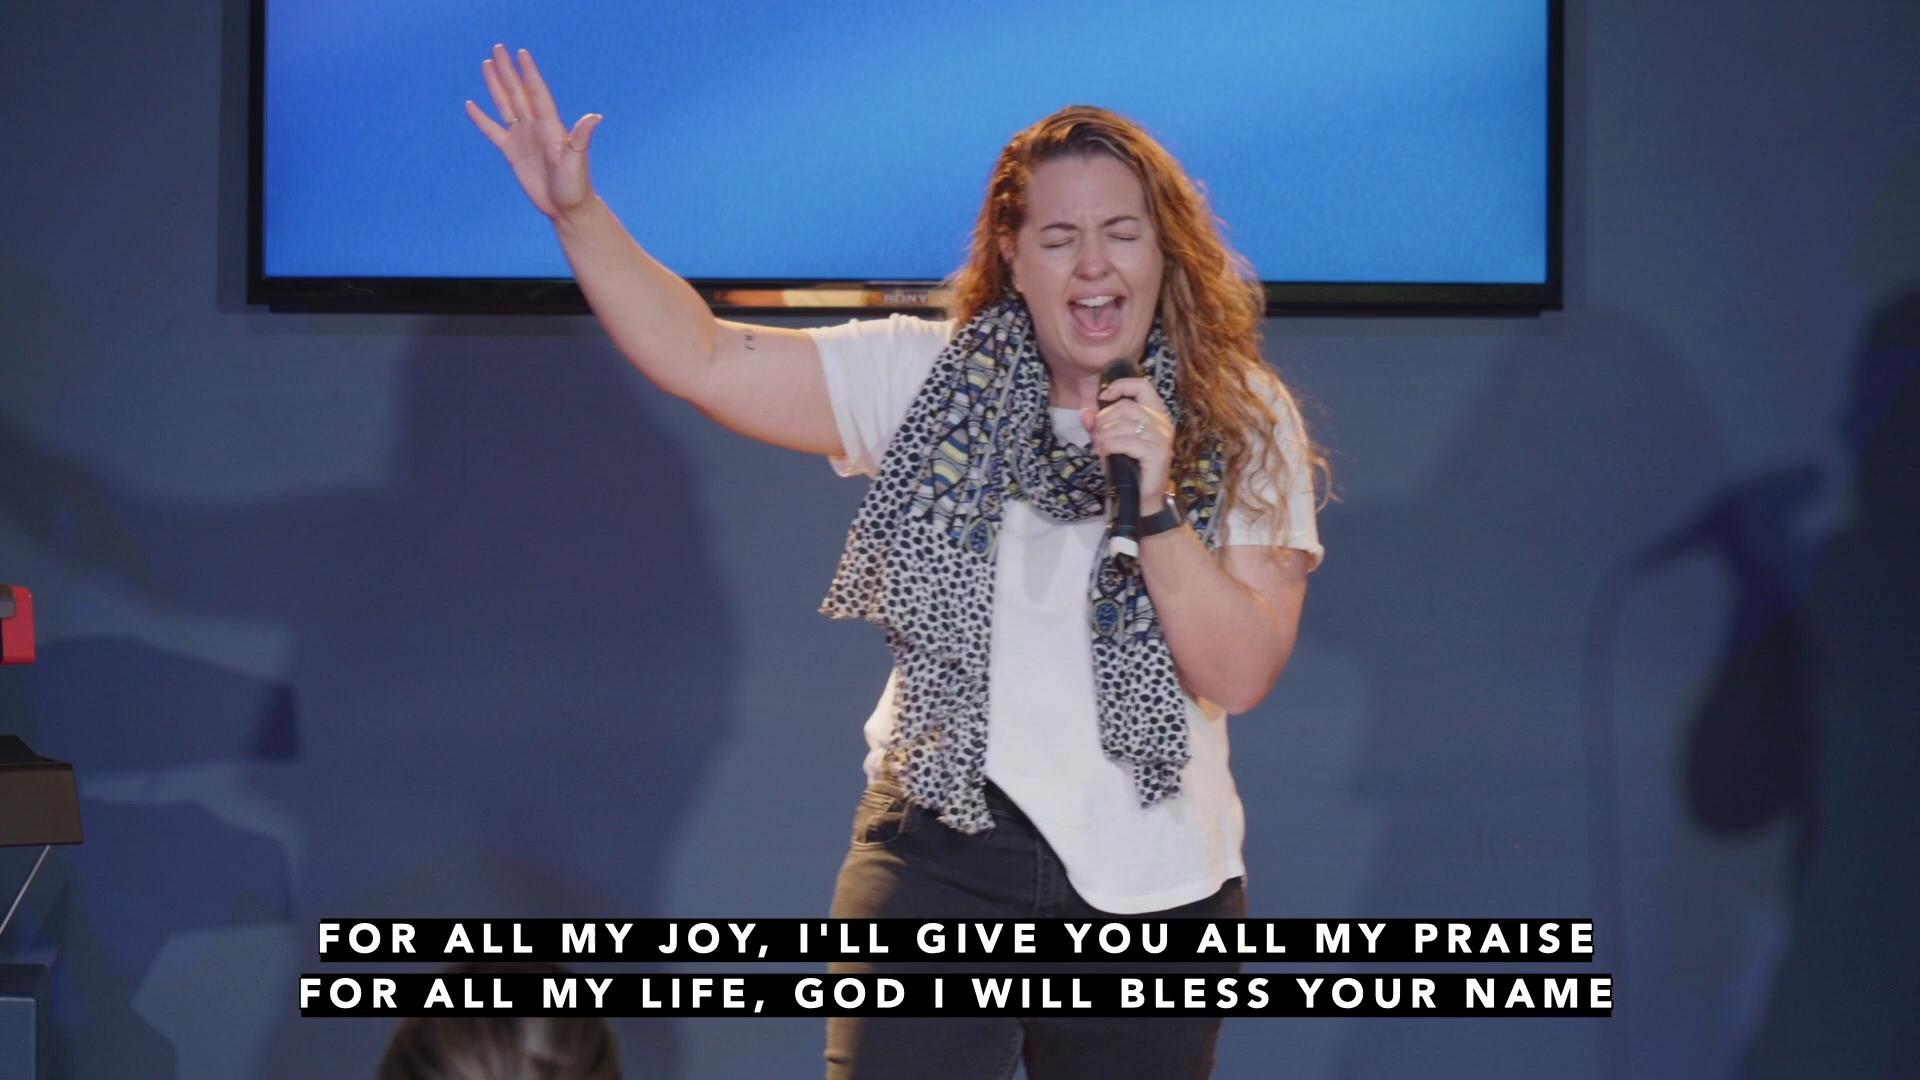 SONY
FOR ALL MY JOY, I'LL GIVE YOU ALL MY PRAISE
FOR ALL MY LIFE, GOD I WILL BLESS YOUR NAME